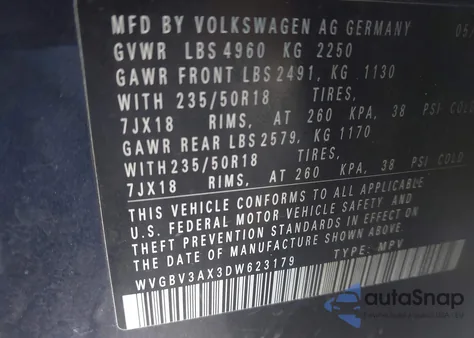 MFD BY VOLKSWAGEN AG GERMANY
GVWR LBS 4960 KG 2250
GAWR FRONT LBS 2491, KG 1130
WITH 235/50R18 TIRES,
7JX18 RIMS, AT 260 KPA, 38 PSI COLD
GAWR REAR LBS 2579, KG 1170
WITH 235/50R18 TIRES,
7JX18 RIMS, AT 260 KPA, 38 PSI COLD
THIS VEHICLE CONFORMS TO ALL APPLICABLE
U.S. FEDERAL MOTOR VEHICLE SAFETY AND
THEFT PREVENTION STANDARDS IN EFFECT ON
THE DATE OF MANUFACTURE SHOWN ABOVE.
WVGBV3AX3DW623179 TYPE: MPV
autoSnap